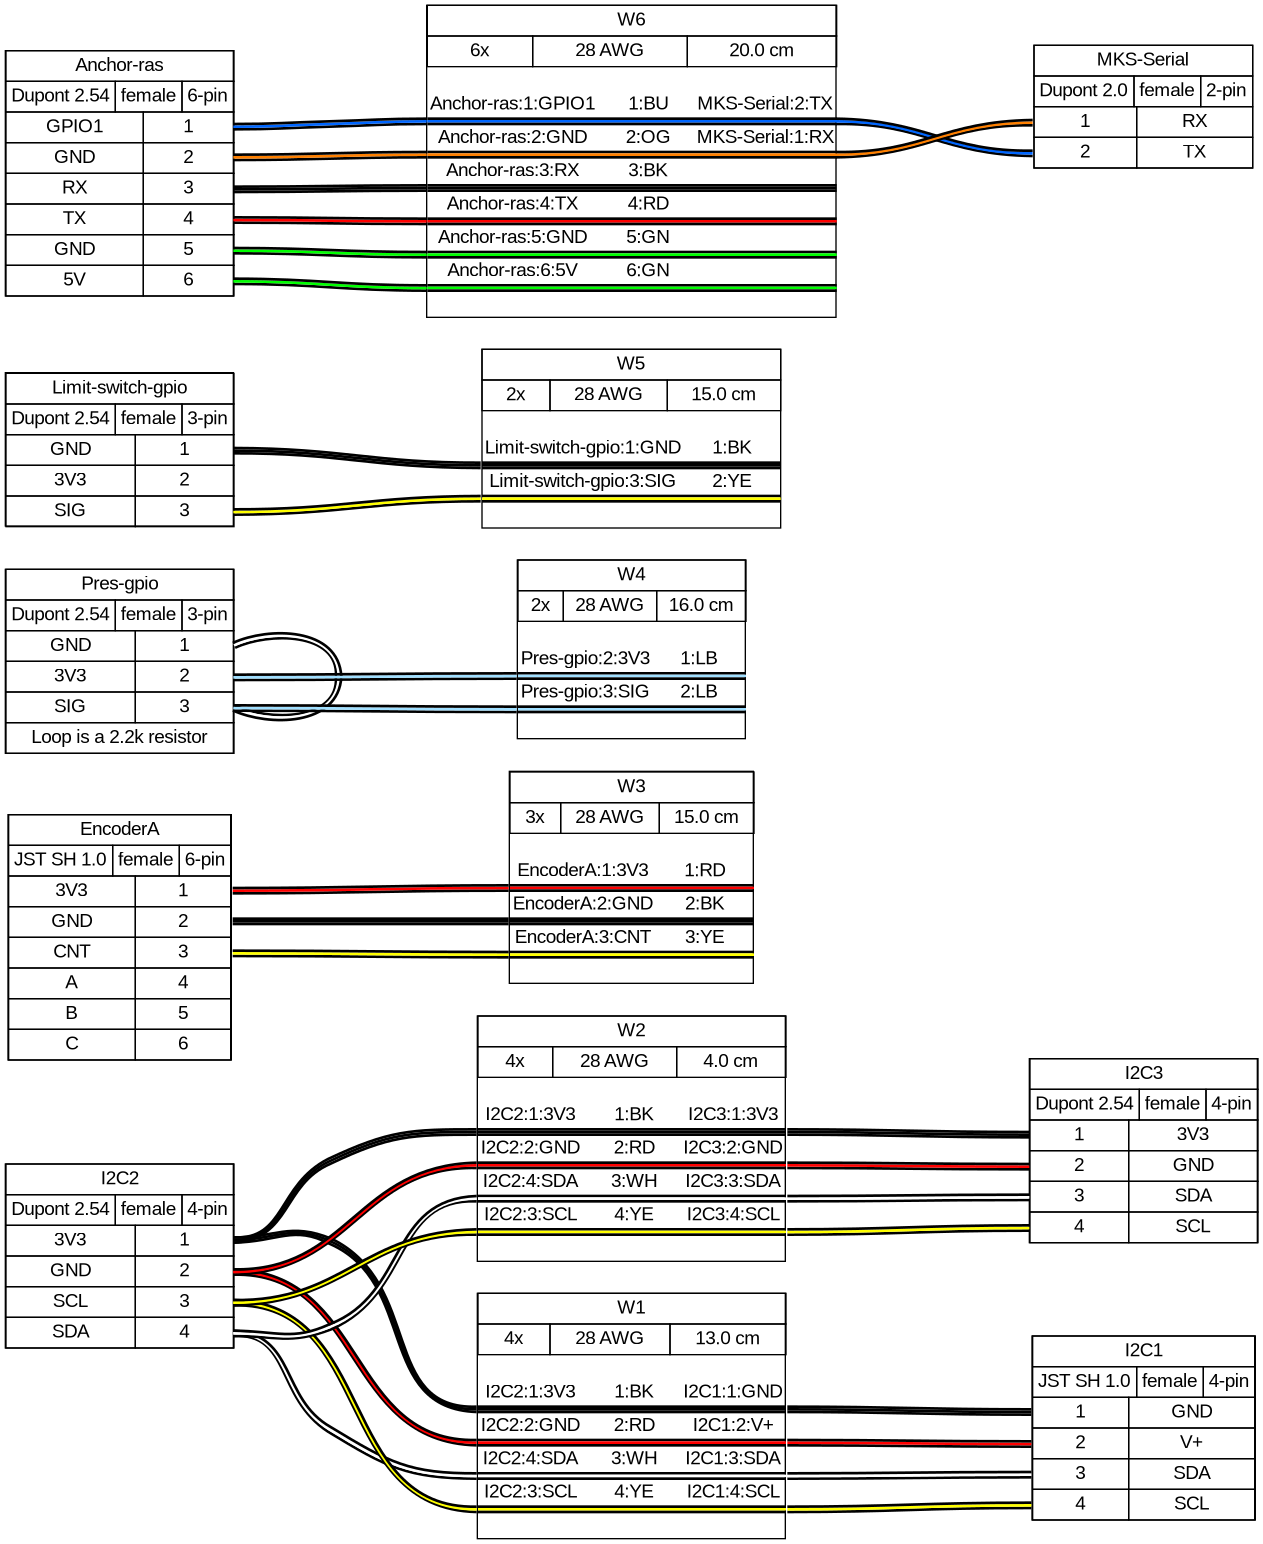 W6
6x 28 AWG 20.0 cm
Anchor-ras:1:GPIO1 1:BU MKS-Serial:2:TX
Anchor-ras:2:GND 2:OG MKS-Serial:1:RX
Anchor-ras:3:RX 3:BK
Anchor-ras:4:TX 4:RD
Anchor-ras:5:GND 5:GN
Anchor-ras:6:5V 6:GN
Anchor-ras
Dupont 2.54 female 6-pin
GPIO1 1
GND 2
RX 3
TX 4
GND 5
5V 6
MKS-Serial
Dupont 2.0 female 2-pin
1 RX
2 TX
Limit-switch-gpio
Dupont 2.54 female 3-pin
GND 1
3V3 2
SIG 3
W5
2x 28 AWG 15.0 cm
Limit-switch-gpio:1:GND 1:BK
Limit-switch-gpio:3:SIG 2:YE
Pres-gpio
Dupont 2.54 female 3-pin
GND 1
3V3 2
SIG 3
Loop is a 2.2k resistor
W4
2x 28 AWG 16.0 cm
Pres-gpio:2:3V3 1:LB
Pres-gpio:3:SIG 2:LB
EncoderA
JST SH 1.0 female 6-pin
3V3 1
GND 2
CNT 3
A 4
B 5
C 6
W3
3x 28 AWG 15.0 cm
EncoderA:1:3V3 1:RD
EncoderA:2:GND 2:BK
EncoderA:3:CNT 3:YE
I2C2
Dupont 2.54 female 4-pin
3V3 1
GND 2
SCL 3
SDA 4
W2
4x 28 AWG 4.0 cm
I2C2:1:3V3 1:BK I2C3:1:3V3
I2C2:2:GND 2:RD I2C3:2:GND
I2C2:4:SDA 3:WH I2C3:3:SDA
I2C2:3:SCL 4:YE I2C3:4:SCL
I2C3
Dupont 2.54 female 4-pin
1 3V3
2 GND
3 SDA
4 SCL
W1
4x 28 AWG 13.0 cm
I2C2:1:3V3 1:BK I2C1:1:GND
I2C2:2:GND 2:RD I2C1:2:V+
I2C2:4:SDA 3:WH I2C1:3:SDA
I2C2:3:SCL 4:YE I2C1:4:SCL
I2C1
JST SH 1.0 female 4-pin
1 GND
2 V+
3 SDA
4 SCL